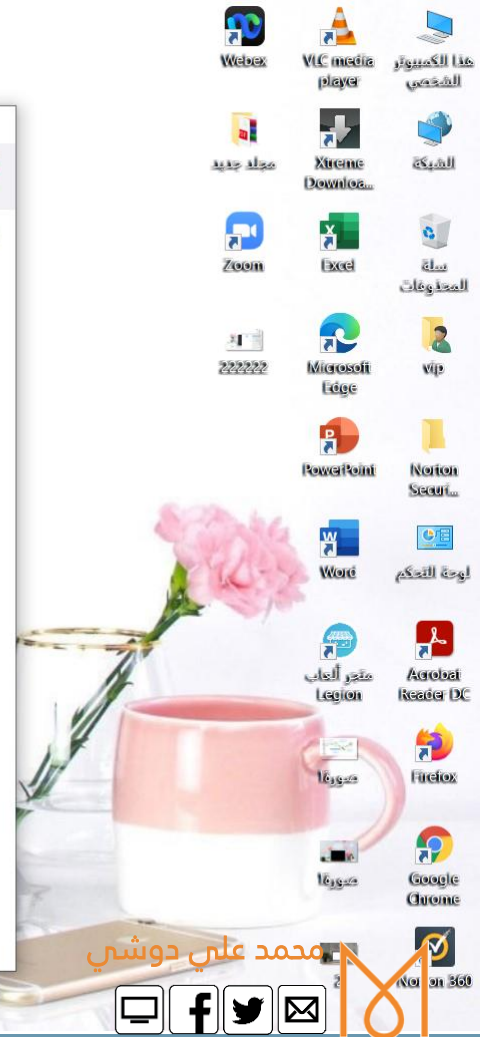 هذا الكمبيوتر
الشخصي
الشبكة
سلة
المحذوفات
vip
Norton
Securi...
لوحة التحكم
Acrobat
Reader DC
Firefox
Google
Chrome
Norton 360
VLC media
player
Xtreme
Downloa...
Excel
Microsoft
Edge
PowerPoint
Word
متجر ألعاب
Legion
صورة1
صورة1
2
Webex
مجلد جديد
Zoom
222222
محمد علي دوشي